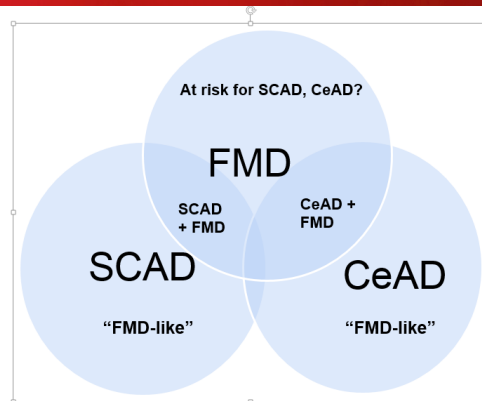 At risk for SCAD, CeAD?
FMD
SCAD
+ FMD
CeAD +
FMD
SCAD
CeAD
“FMD-like”
“FMD-like”